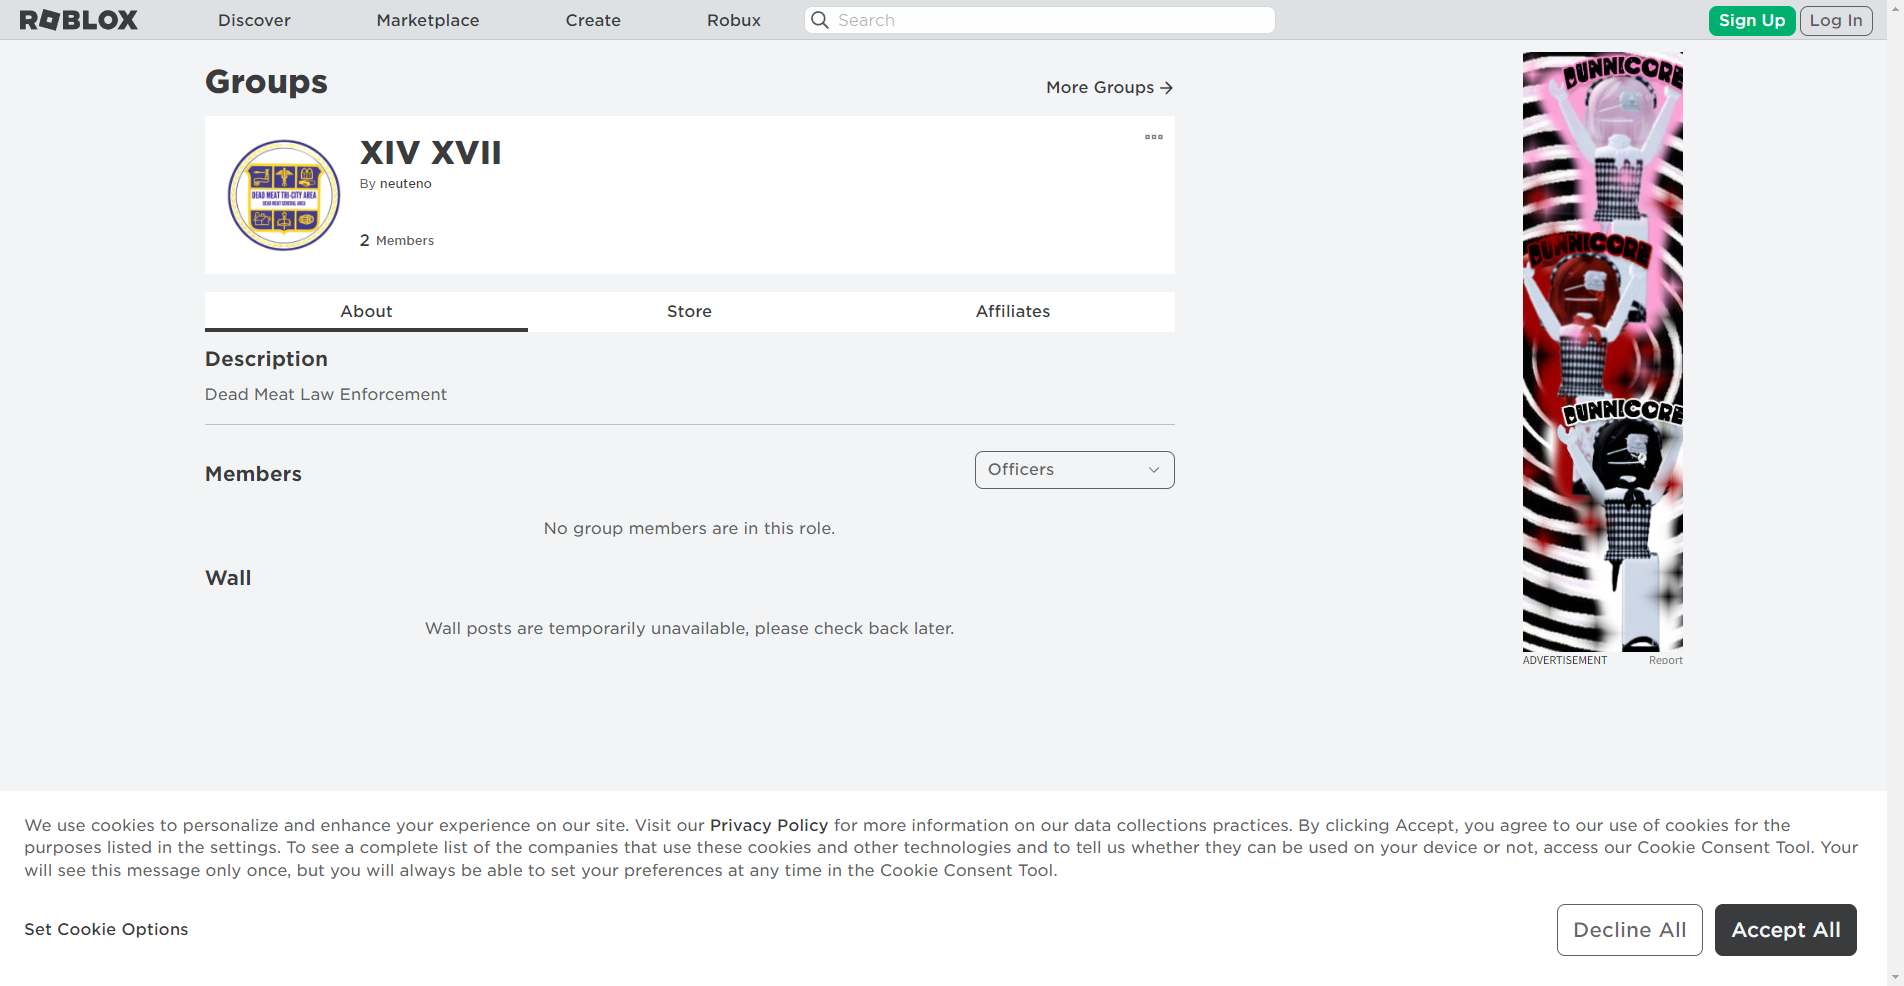 ROBLOX
Discover
Marketplace
Create
Robux
Search
Sign Up
Log In
Groups
More Groups
XIV XVII
By neuteno
2 Members
DEAD MEAT TRI-CITY AREA
DEAD MEAT GENERAL AREA
About
Store
Affiliates
Description
Dead Meat Law Enforcement
Members
Officers
No group members are in this role.
Wall
Wall posts are temporarily unavailable, please check back later.
BUNNICORE
BUNNICORE
BUNNICORE
ADVERTISEMENT
Report
We use cookies to personalize and enhance your experience on our site. Visit our Privacy Policy for more information on our data collections practices. By clicking Accept, you agree to our use of cookies for the
purposes listed in the settings. To see a complete list of the companies that use these cookies and other technologies and to tell us whether they can be used on your device or not, access our Cookie Consent Tool. Your
will see this message only once, but you will always be able to set your preferences at any time in the Cookie Consent Tool.
Set Cookie Options
Decline All
Accept All